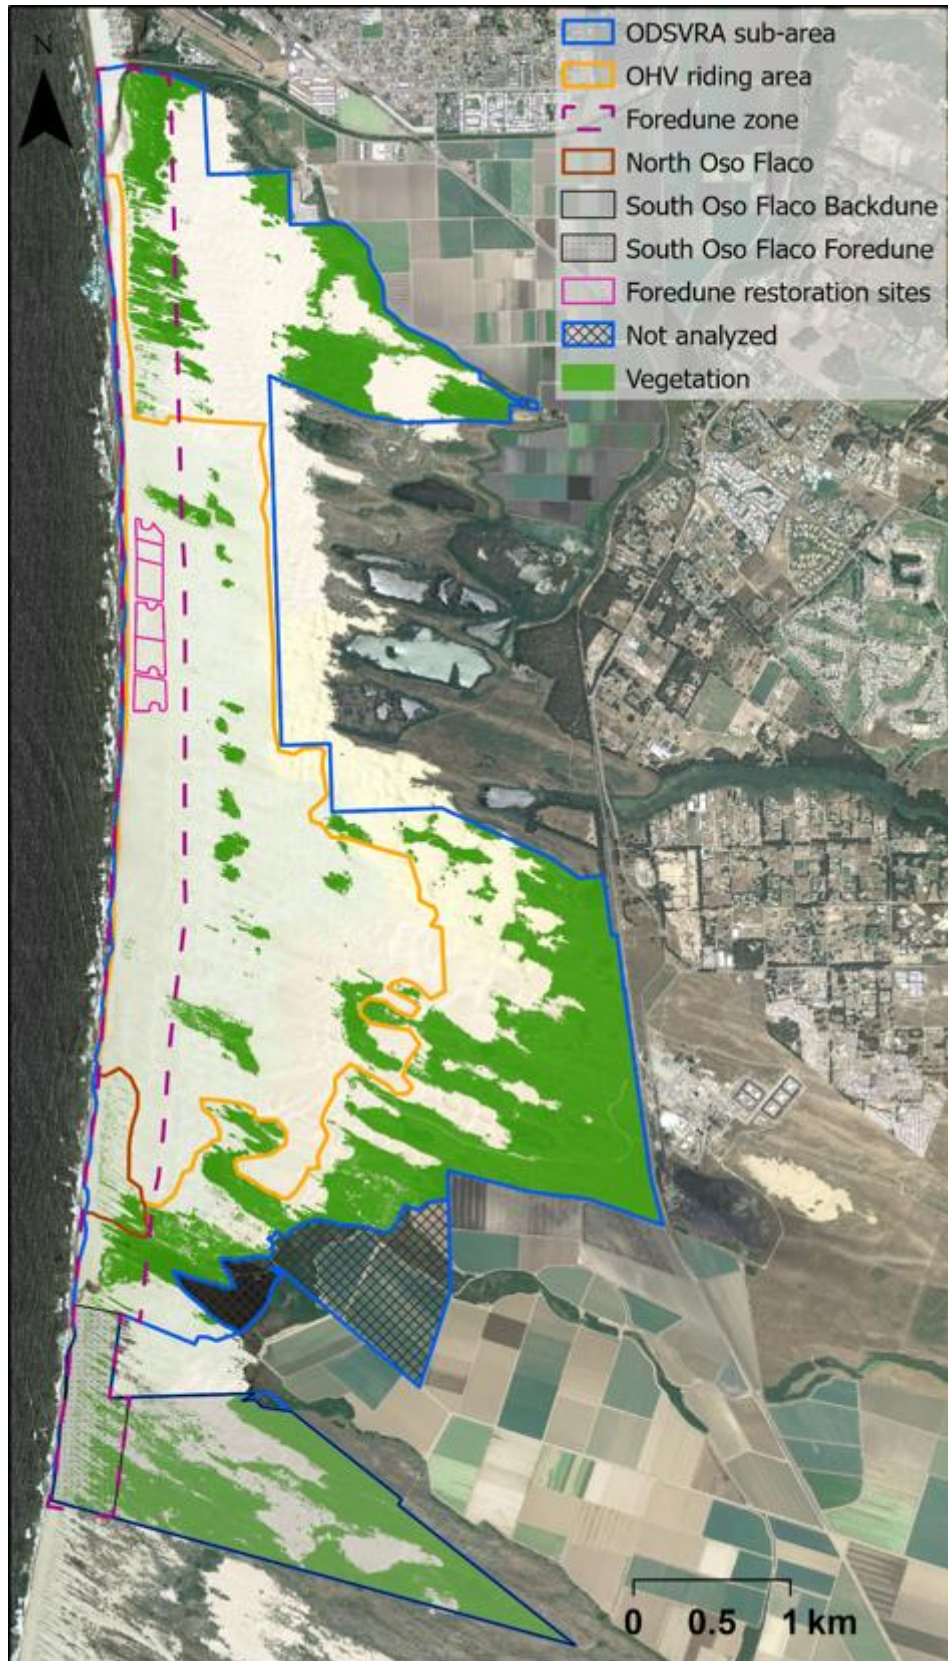 N
ODSVRA sub-area
OHV riding area
Foredune zone
North Oso Flaco
South Oso Flaco Backdune
South Oso Flaco Foredune
Foredune restoration sites
Not analyzed
Vegetation
0 0.5 1 km